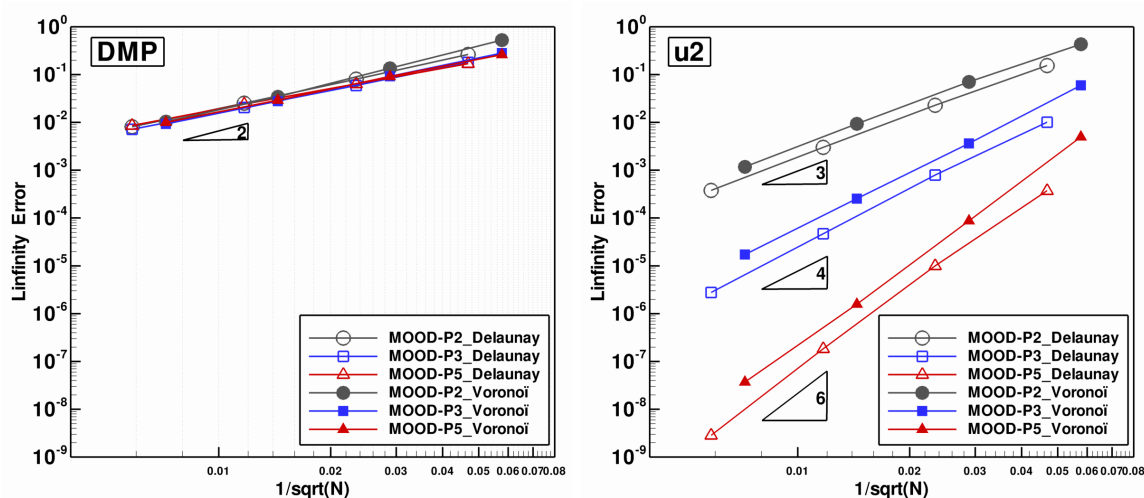 DMP
Linfinity Error
10^0
10^-1
10^-2
10^-3
10^-4
10^-5
10^-6
10^-7
10^-8
10^-9
2
MOOD-P2_Delaunay
MOOD-P3_Delaunay
MOOD-P5_Delaunay
MOOD-P2_Voronoï
MOOD-P3_Voronoï
MOOD-P5_Voronoï
0.01 0.02 0.03 0.04 0.05 0.06 0.07 0.08
1/sqrt(N)
u2
Linfinity Error
10^0
10^-1
10^-2
10^-3
10^-4
10^-5
10^-6
10^-7
10^-8
10^-9
3
4
6
MOOD-P2_Delaunay
MOOD-P3_Delaunay
MOOD-P5_Delaunay
MOOD-P2_Voronoï
MOOD-P3_Voronoï
MOOD-P5_Voronoï
0.01 0.02 0.03 0.04 0.05 0.06 0.07 0.08
1/sqrt(N)